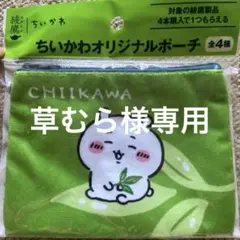 綾鷹
ちいかわ
対象の綾鷹製品
4本購入で1つもらえる
ちいかわオリジナルポーチ
全4種
CHIIKAWA
草むら様専用